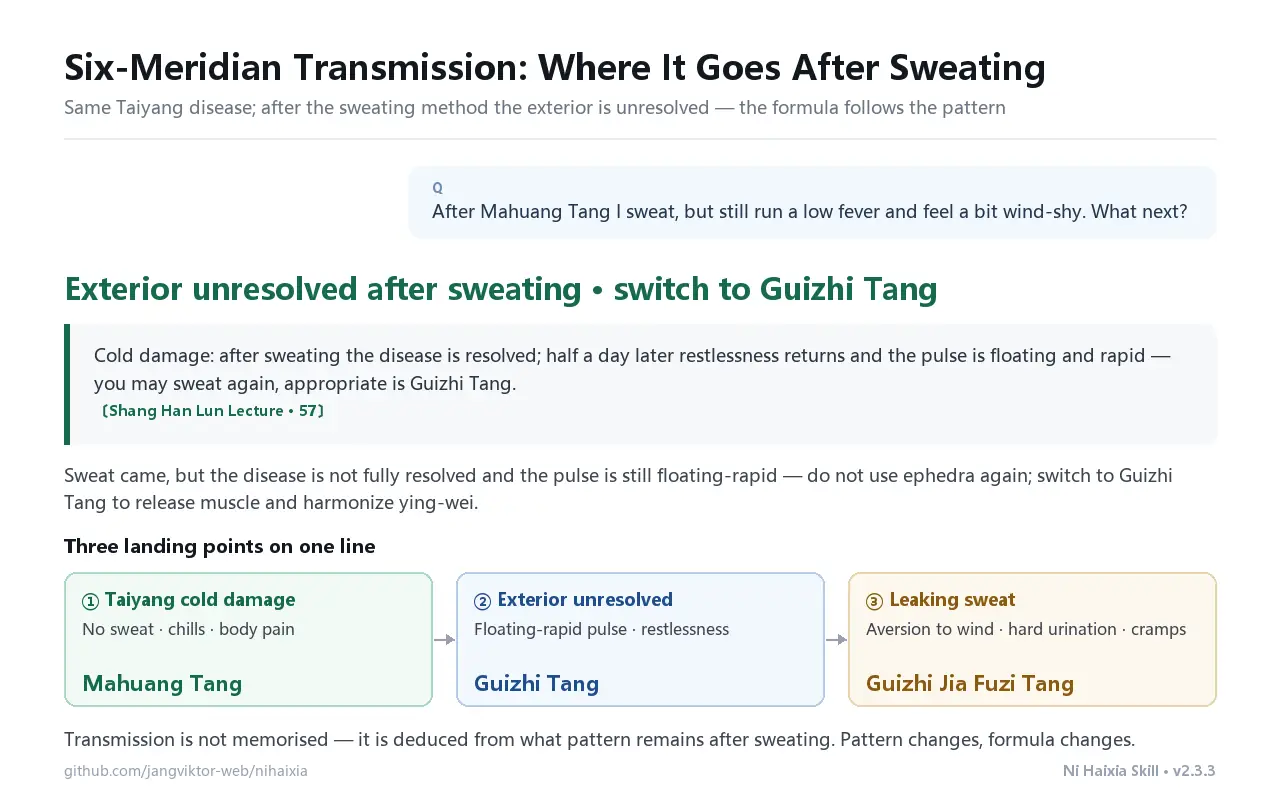 Six-Meridian Transmission: Where It Goes After Sweating
Same Taiyang disease; after the sweating method the exterior is unresolved — the formula follows the pattern
Q
After Mahuang Tang I sweat, but still run a low fever and feel a bit wind-shy. What next?
Exterior unresolved after sweating • switch to Guizhi Tang
Cold damage: after sweating the disease is resolved; half a day later restlessness returns and the pulse is floating and rapid —
you may sweat again, appropriate is Guizhi Tang.
〔Shang Han Lun Lecture • 57〕
Sweat came, but the disease is not fully resolved and the pulse is still floating-rapid — do not use ephedra again; switch to Guizhi
Tang to release muscle and harmonize ying-wei.
Three landing points on one line
① Taiyang cold damage
No sweat · chills · body pain
Mahuang Tang
② Exterior unresolved
Floating-rapid pulse · restlessness
Guizhi Tang
③ Leaking sweat
Aversion to wind · hard urination · cramps
Guizhi Jia Fuzi Tang
Transmission is not memorised — it is deduced from what pattern remains after sweating. Pattern changes, formula changes.
github.com/jangviktor-web/nihaixia
Ni Haixia Skill • v2.3.3